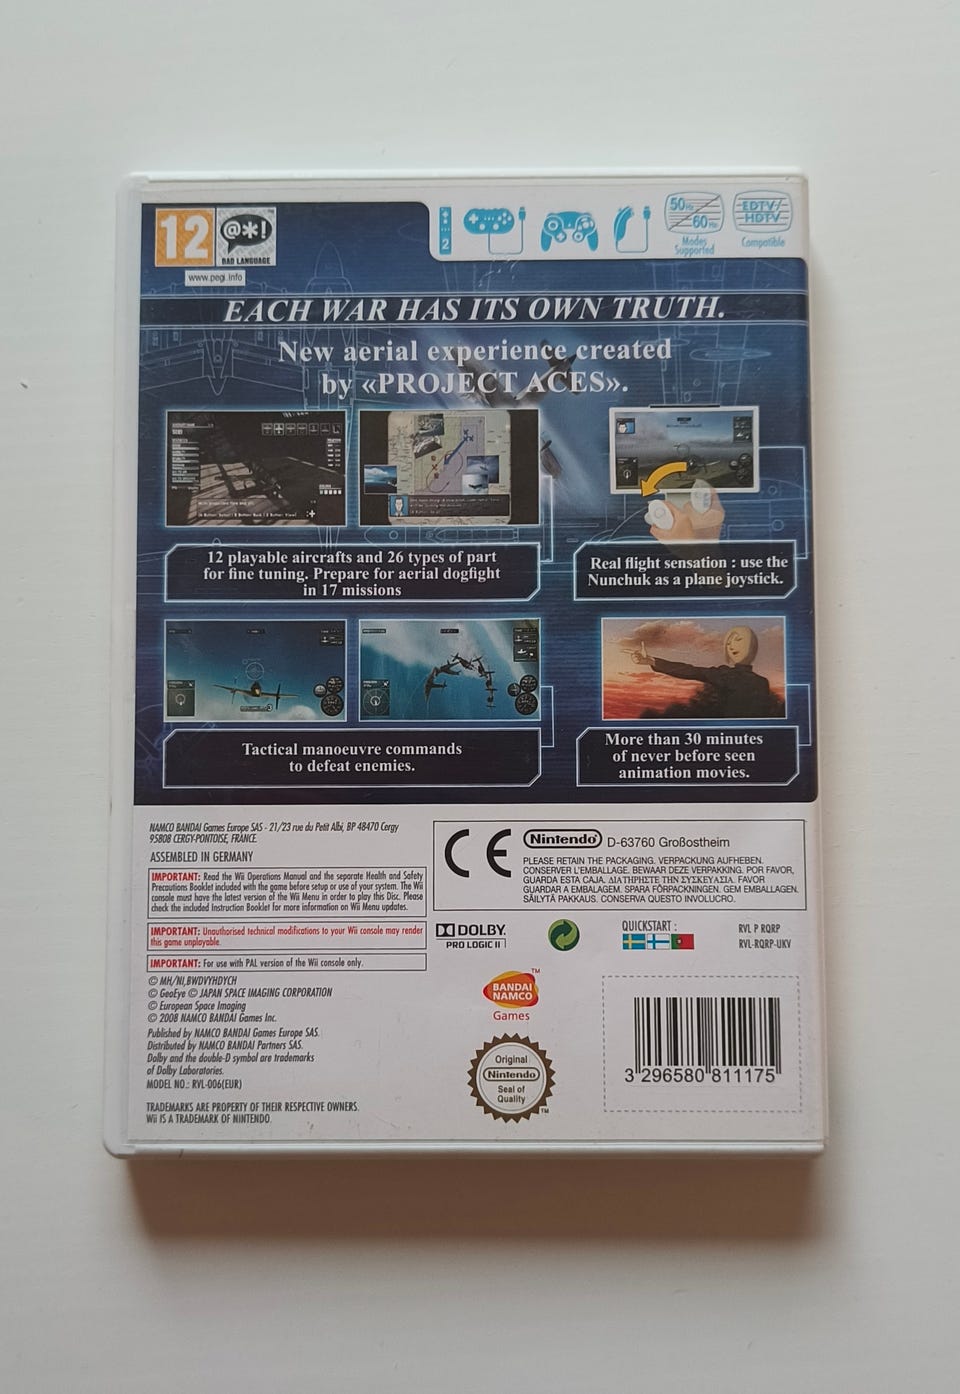 12
@*!
BAD LANGUAGE
www.pegi.info
2
50Hz
60Hz
Modes
Supported
EDTV/
HDTV
Compatible
EACH WAR HAS ITS OWN TRUTH.
New aerial experience created
by «PROJECT ACES».
12 playable aircrafts and 26 types of part
for fine tuning. Prepare for aerial dogfight
in 17 missions
Real flight sensation : use the
Nunchuk as a plane joystick.
Tactical manoeuvre commands
to defeat enemies.
More than 30 minutes
of never before seen
animation movies.
NAMCO BANDAI Games Europe SAS - 21/23 rue du Petit Albi, BP 48470 Cergy
95808 CERGY-PONTOISE, FRANCE.
ASSEMBLED IN GERMANY
IMPORTANT: Read the Wii Operations Manual and the separate Health and Safety
Precautions Booklet included with the game before setup or use of your system. The Wii
console must have the latest version of the Wii Menu in order to play this Disc. Please
check the included Instruction Booklet for more information on Wii Menu updates.
IMPORTANT: Unauthorised technical modifications to your Wii console may render
this game unplayable.
IMPORTANT: For use with PAL version of the Wii console only.
© MH/NI,BWDVYHDYCH
© GeoEye © JAPAN SPACE IMAGING CORPORATION
© European Space Imaging
© 2008 NAMCO BANDAI Games Inc.
Published by NAMCO BANDAI Games Europe SAS.
Distributed by NAMCO BANDAI Partners SAS.
Dolby and the double-D symbol are trademarks
of Dolby Laboratories.
MODEL NO.: RVL-006(EUR)
TRADEMARKS ARE PROPERTY OF THEIR RESPECTIVE OWNERS.
Wii IS A TRADEMARK OF NINTENDO.
CE
Nintendo D-63760 Großostheim
PLEASE RETAIN THE PACKAGING. VERPACKUNG AUFHEBEN.
CONSERVER L'EMBALLAGE. BEWAAR DEZE VERPAKKING. POR FAVOR,
GUARDA ESTA CAJA. ΔΙΑΤΗΡΕΙΣΤΕ ΤΗΝ ΣΥΣΚΕΥΑΣΙΑ. FAVOR
GUARDAR A EMBALAGEM. SPARA FÖRPACKNINGEN. GEM EMBALLAGEN.
SÄILYTÄ PAKKAUS. CONSERVA QUESTO INVOLUCRO.
DOLBY
PRO LOGIC II
QUICKSTART :
RVL P RQRP
RVL-RQRP-UKV
BANDAI
NAMCO
TM
Games
Original
Nintendo
Seal of
Quality
TM
3 296580 811175